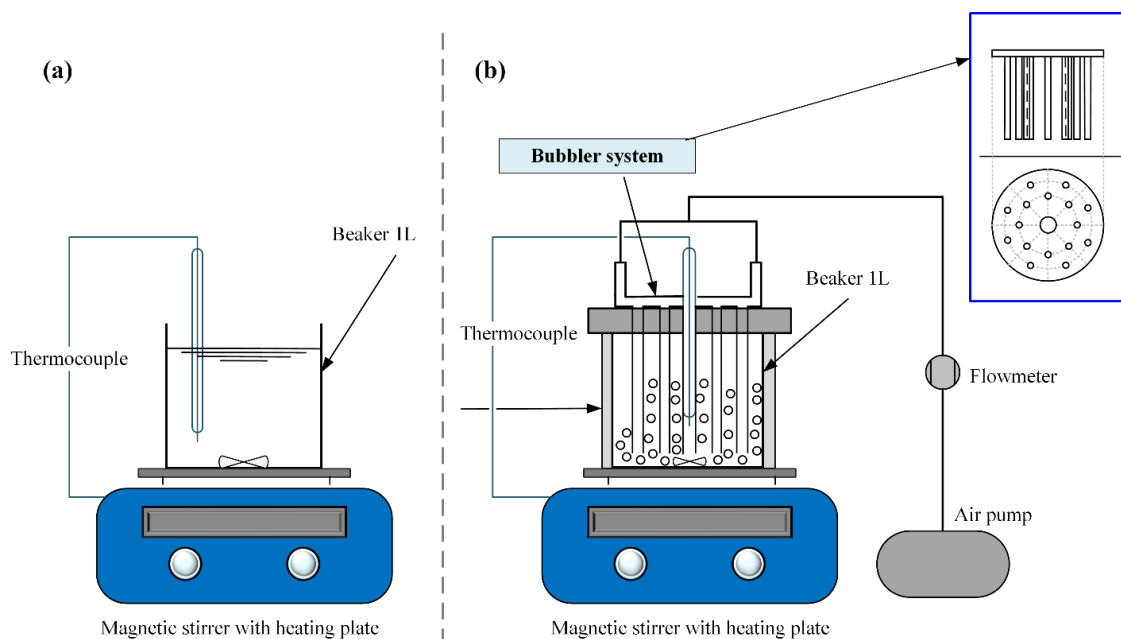 (a)
Beaker 1L
Thermocouple
Magnetic stirrer with heating plate
(b)
Bubbler system
Beaker 1L
Thermocouple
Flowmeter
Air pump
Magnetic stirrer with heating plate